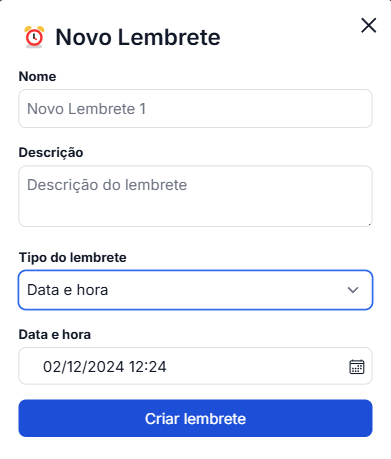 Novo Lembrete
Nome
Novo Lembrete 1
Descrição
Descrição do lembrete
Tipo do lembrete
Data e hora
Data e hora
02/12/2024 12:24
Criar lembrete